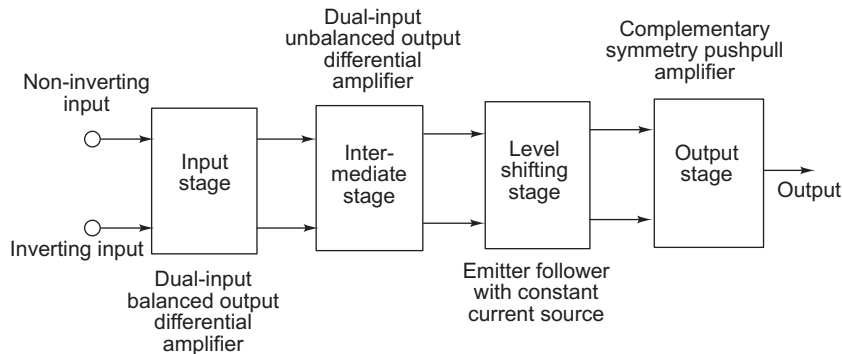 Dual-input
unbalanced output
differential
amplifier
Complementary
symmetry pushpull
amplifier
Non-inverting
input
Input
stage
Inter-
mediate
stage
Level
shifting
stage
Output
stage
Output
Inverting input
Dual-input
balanced output
differential
amplifier
Emitter follower
with constant
current source